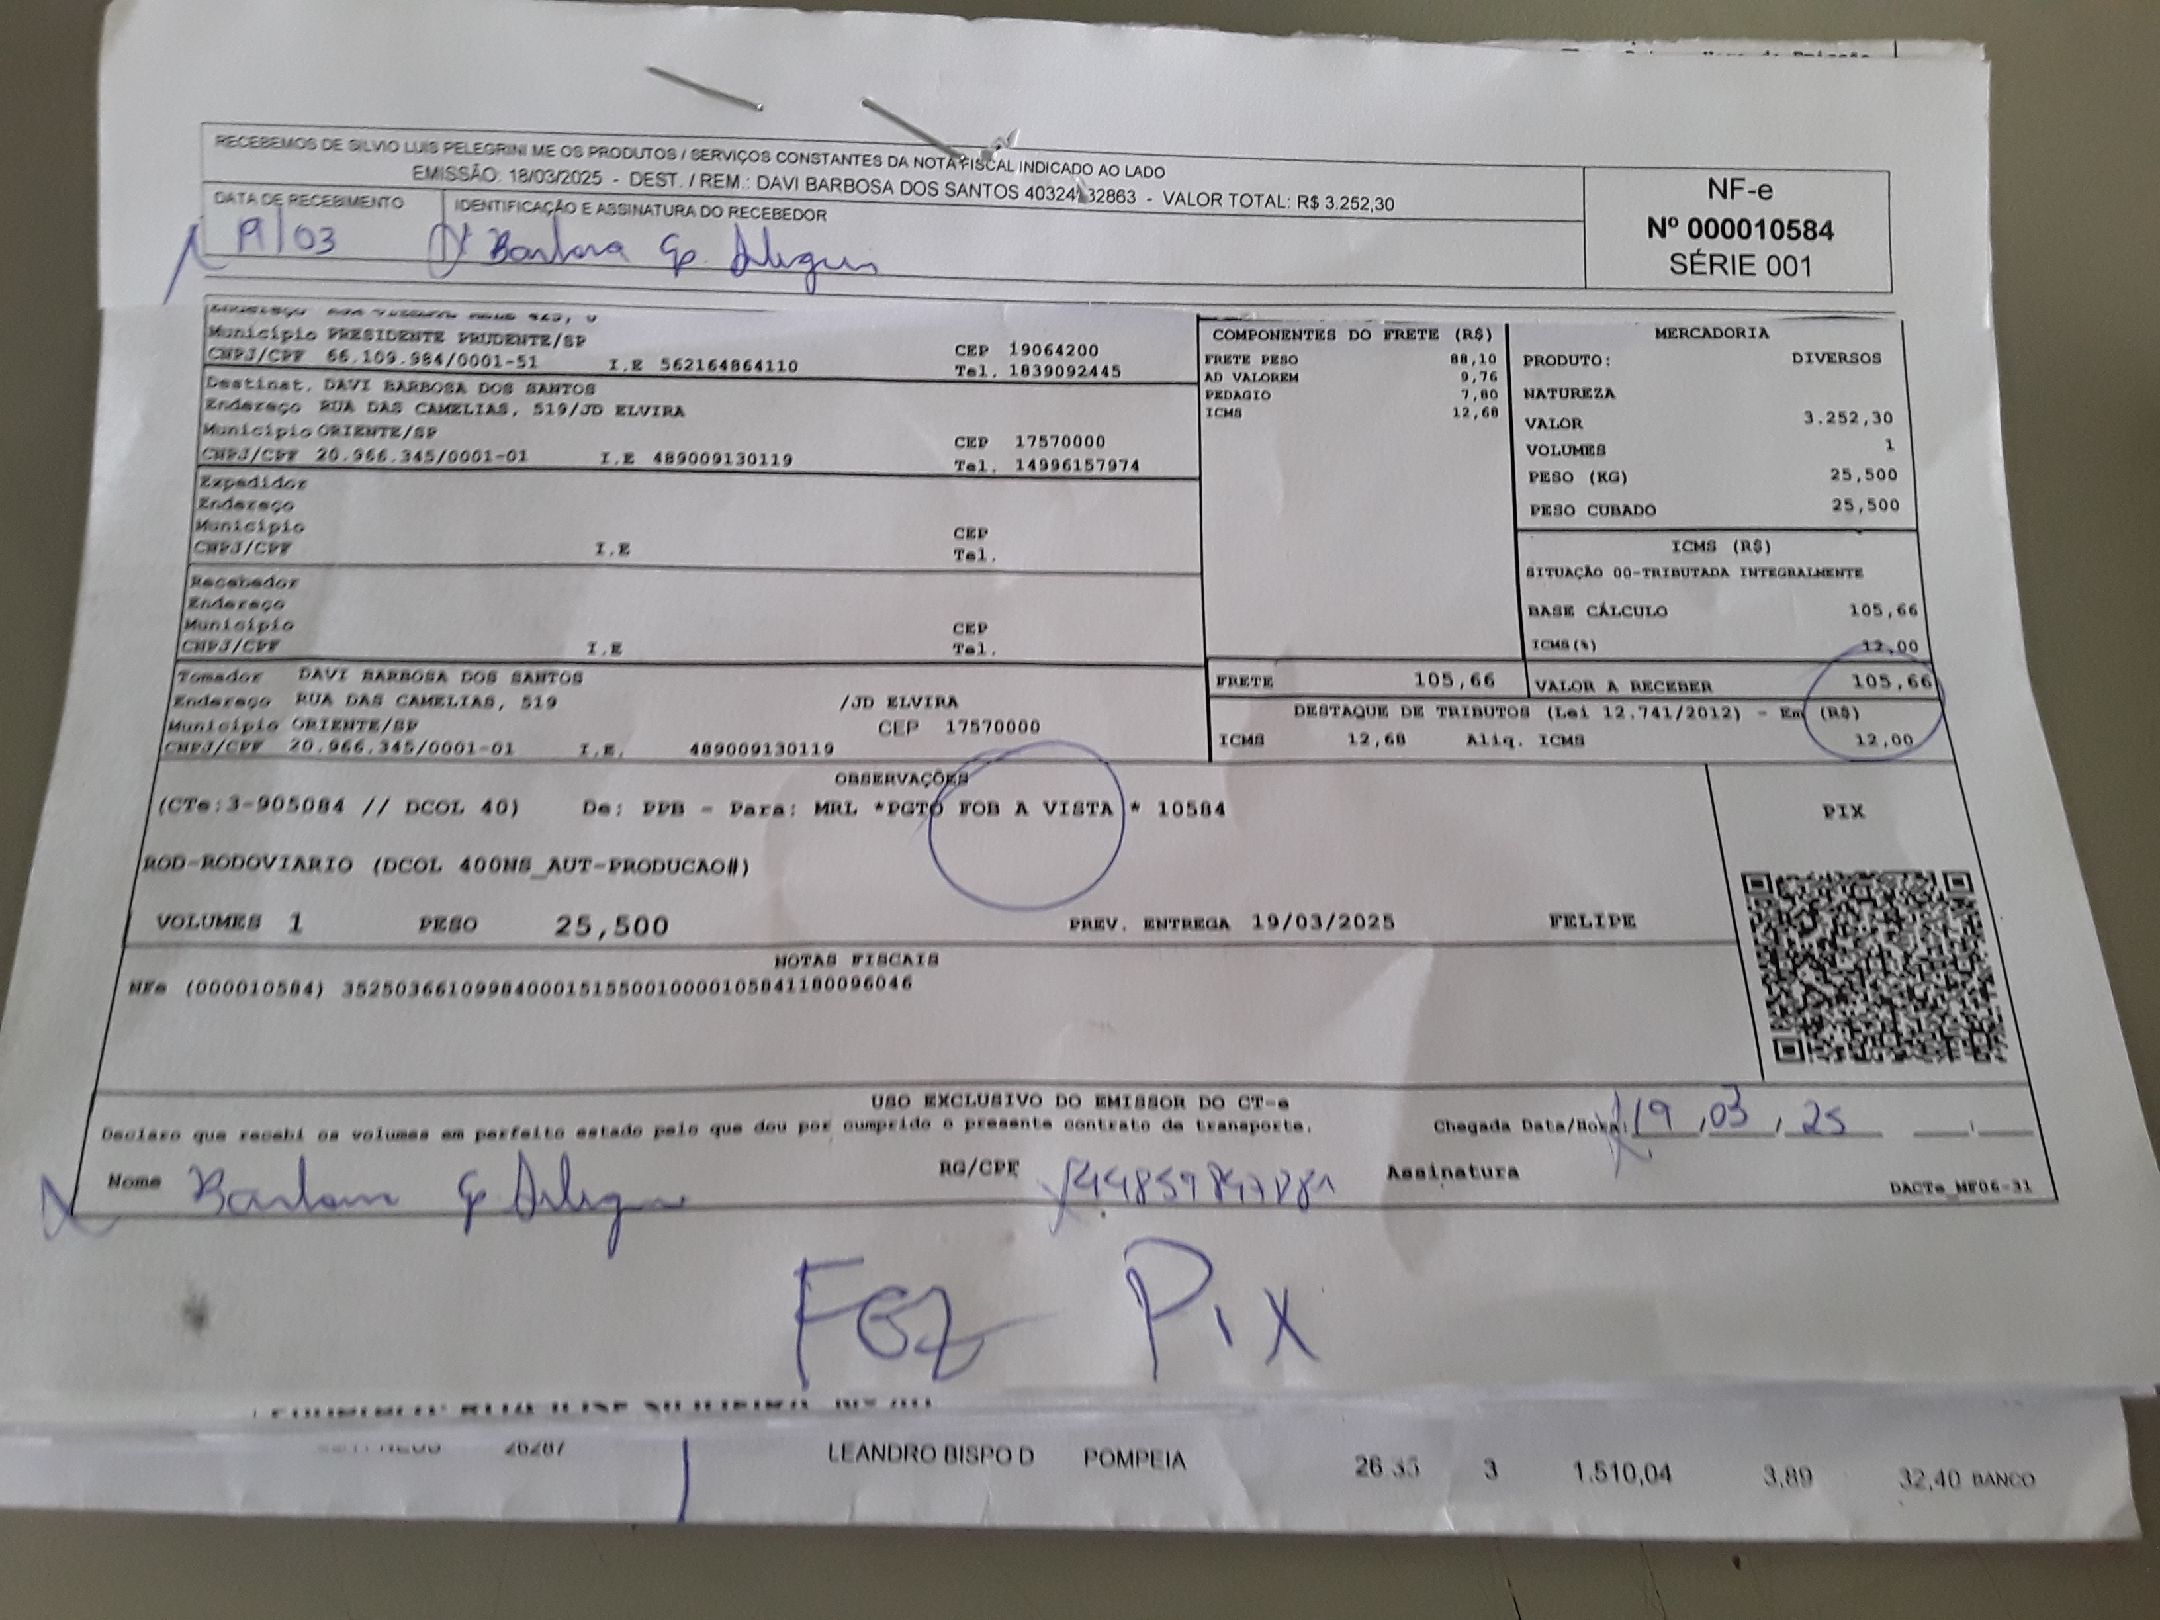 RECEBEMOS DE SILVIO LUIS PELEGRINI ME OS PRODUTOS / SERVIÇOS CONSTANTES DA NOTA FISCAL INDICADO AO LADO
EMISSÃO: 18/03/2025 - DEST. / REM.: DAVI BARBOSA DOS SANTOS - VALOR TOTAL: R$ 3.252,30
DATA DE RECEBIMENTO IDENTIFICAÇÃO E ASSINATURA DO RECEBEDOR
19/03
NF-e
Nº 000010584
SÉRIE 001
Município PRESIDENTE PRUDENTE/SP
CEP 19064200
CNPJ/CPF 66.109.984/0001-51 I.E 562164864110 Tel. 1839092445
Destinat. DAVI BARBOSA DOS SANTOS
Endereço RUA DAS CAMELIAS, 519/JD ELVIRA
Município ORIENTE/SP CEP 17570000
CNPJ/CPF 20.966.345/0001-01 I.E 489009130119 Tel. 14996157974
Expedidor
Endereço
Município CEP
CNPJ/CPF I.E Tel.
Recebedor
Endereço
Município CEP
CNPJ/CPF I.E Tel.
Tomador DAVI BARBOSA DOS SANTOS
Endereço RUA DAS CAMELIAS, 519 /JD ELVIRA
Município ORIENTE/SP CEP 17570000
CNPJ/CPF 20.966.345/0001-01 I.E. 489009130119
COMPONENTES DO FRETE (R$)
FRETE PESO 88,10
AD VALOREM 9,76
PEDAGIO 7,80
ICMS 12,68
MERCADORIA
PRODUTO: DIVERSOS
NATUREZA
VALOR 3.252,30
VOLUMES 1
PESO (KG) 25,500
PESO CUBADO 25,500
ICMS (R$)
SITUAÇÃO 00-TRIBUTADA INTEGRALMENTE
BASE CÁLCULO 105,66
ICMS(%) 12,00
FRETE 105,66 VALOR A RECEBER 105,66
DESTAQUE DE TRIBUTOS (Lei 12.741/2012) - Em (R$)
ICMS 12,68 Aliq. ICMS 12,00
OBSERVAÇÕES
(CTe:3-905084 // DCOL 40) De: PPB - Para: MRL *PGTO FOB A VISTA * 10584
ROD-RODOVIARIO (DCOL 400NS_AUT-PRODUCAO#)
VOLUMES 1 PESO 25,500 PREV. ENTREGA 19/03/2025 FELIPE
PIX
NOTAS FISCAIS
NFe (000010584) 35250366109984000151550010000105841180096046
USO EXCLUSIVO DO EMISSOR DO CT-e
Declaro que recebi os volumes em perfeito estado pelo que dou por cumprido o presente contrato de transporte.
Chegada Data/Hora: 19,03,25
Nome RG/CPF Assinatura
DACTe_MF06-31
FEZ PIX
LEANDRO BISPO D POMPEIA 3 1.510,04 3,89 32,40 BANCO